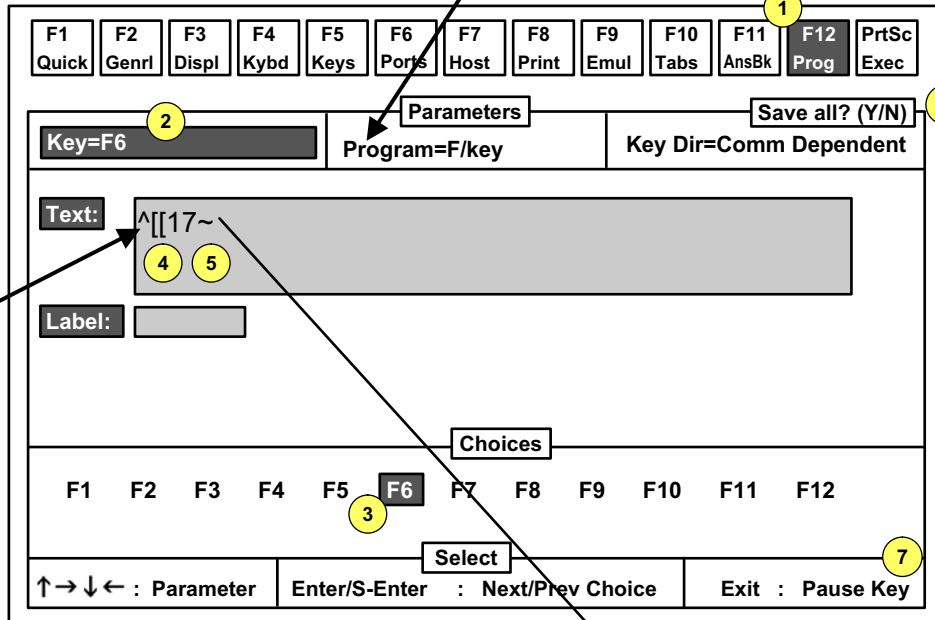 1
F1 F2 F3 F4 F5 F6 F7 F8 F9 F10 F11 F12 PrtSc
Quick Genrl Displ Kybd Keys Ports Host Print Emul Tabs AnsBk Prog Exec
Parameters Save all? (Y/N)
2
Key=F6 Program=F/key Key Dir=Comm Dependent
Text: ^[[17~
4 5
Label:
Choices
F1 F2 F3 F4 F5 F6 F7 F8 F9 F10 F11 F12
3
Select 7
↑→↓← : Parameter Enter/S-Enter : Next/Prev Choice Exit : Pause Key